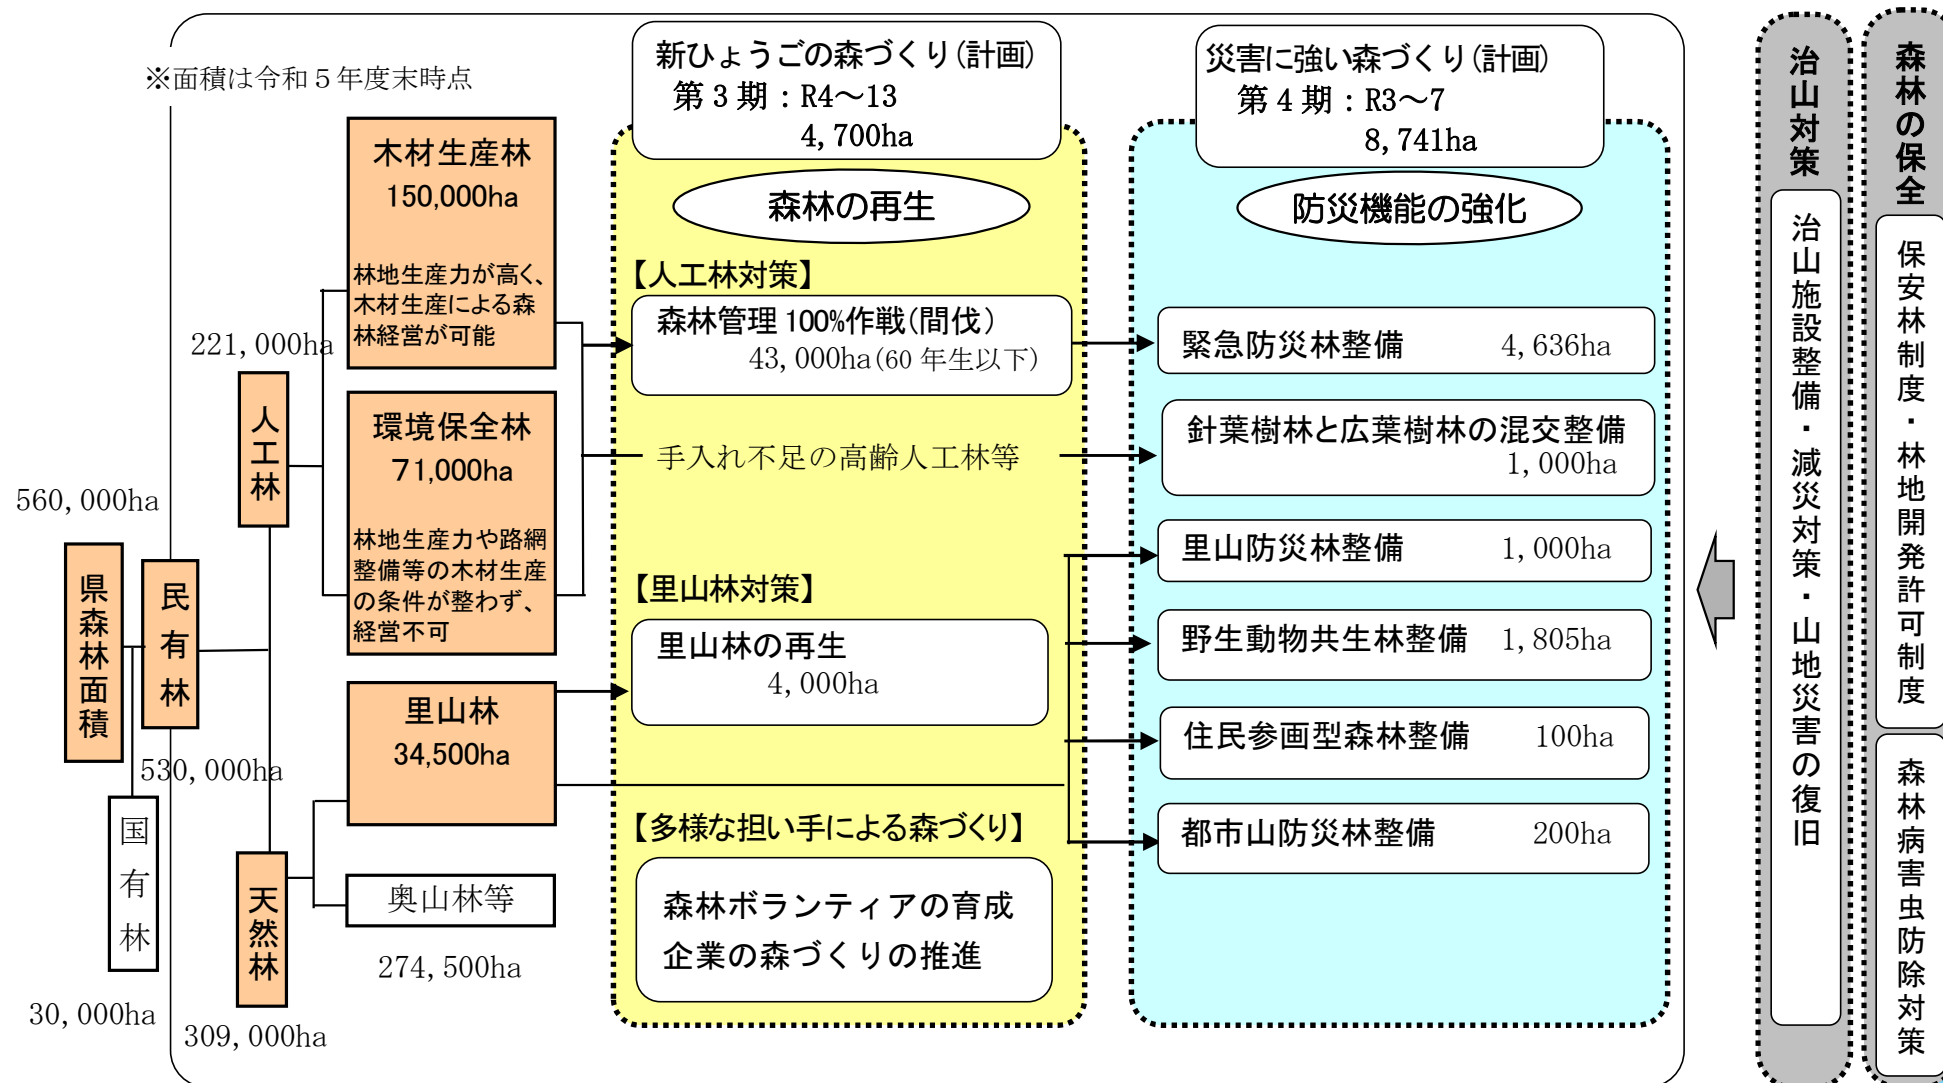 ※面積は令和５年度末時点
560,000ha
県森林面積
民有林
530,000ha
国有林
30,000ha
221,000ha
人工林
天然林
309,000ha
木材生産林
150,000ha
林地生産力が高く、
木材生産による森
林経営が可能
環境保全林
71,000ha
林地生産力や路網
整備等の木材生産
の条件が整わず、
経営不可
里山林
34,500ha
奥山林等
274,500ha
新ひょうごの森づくり(計画)
第３期：R4～13
4,700ha
森林の再生
【人工林対策】
森林管理 100%作戦(間伐)
43,000ha(60 年生以下)
手入れ不足の高齢人工林等
【里山林対策】
里山林の再生
4,000ha
【多様な担い手による森づくり】
森林ボランティアの育成
企業の森づくりの推進
災害に強い森づくり(計画)
第４期：R3～7
8,741ha
防災機能の強化
緊急防災林整備　4,636ha
針葉樹林と広葉樹林の混交整備
1,000ha
里山防災林整備　1,000ha
野生動物共生林整備　1,805ha
住民参画型森林整備　100ha
都市山防災林整備　200ha
治山対策
治山施設整備・減災対策・山地災害の復旧
森林の保全
保安林制度・林地開発許可制度
森林病害虫防除対策